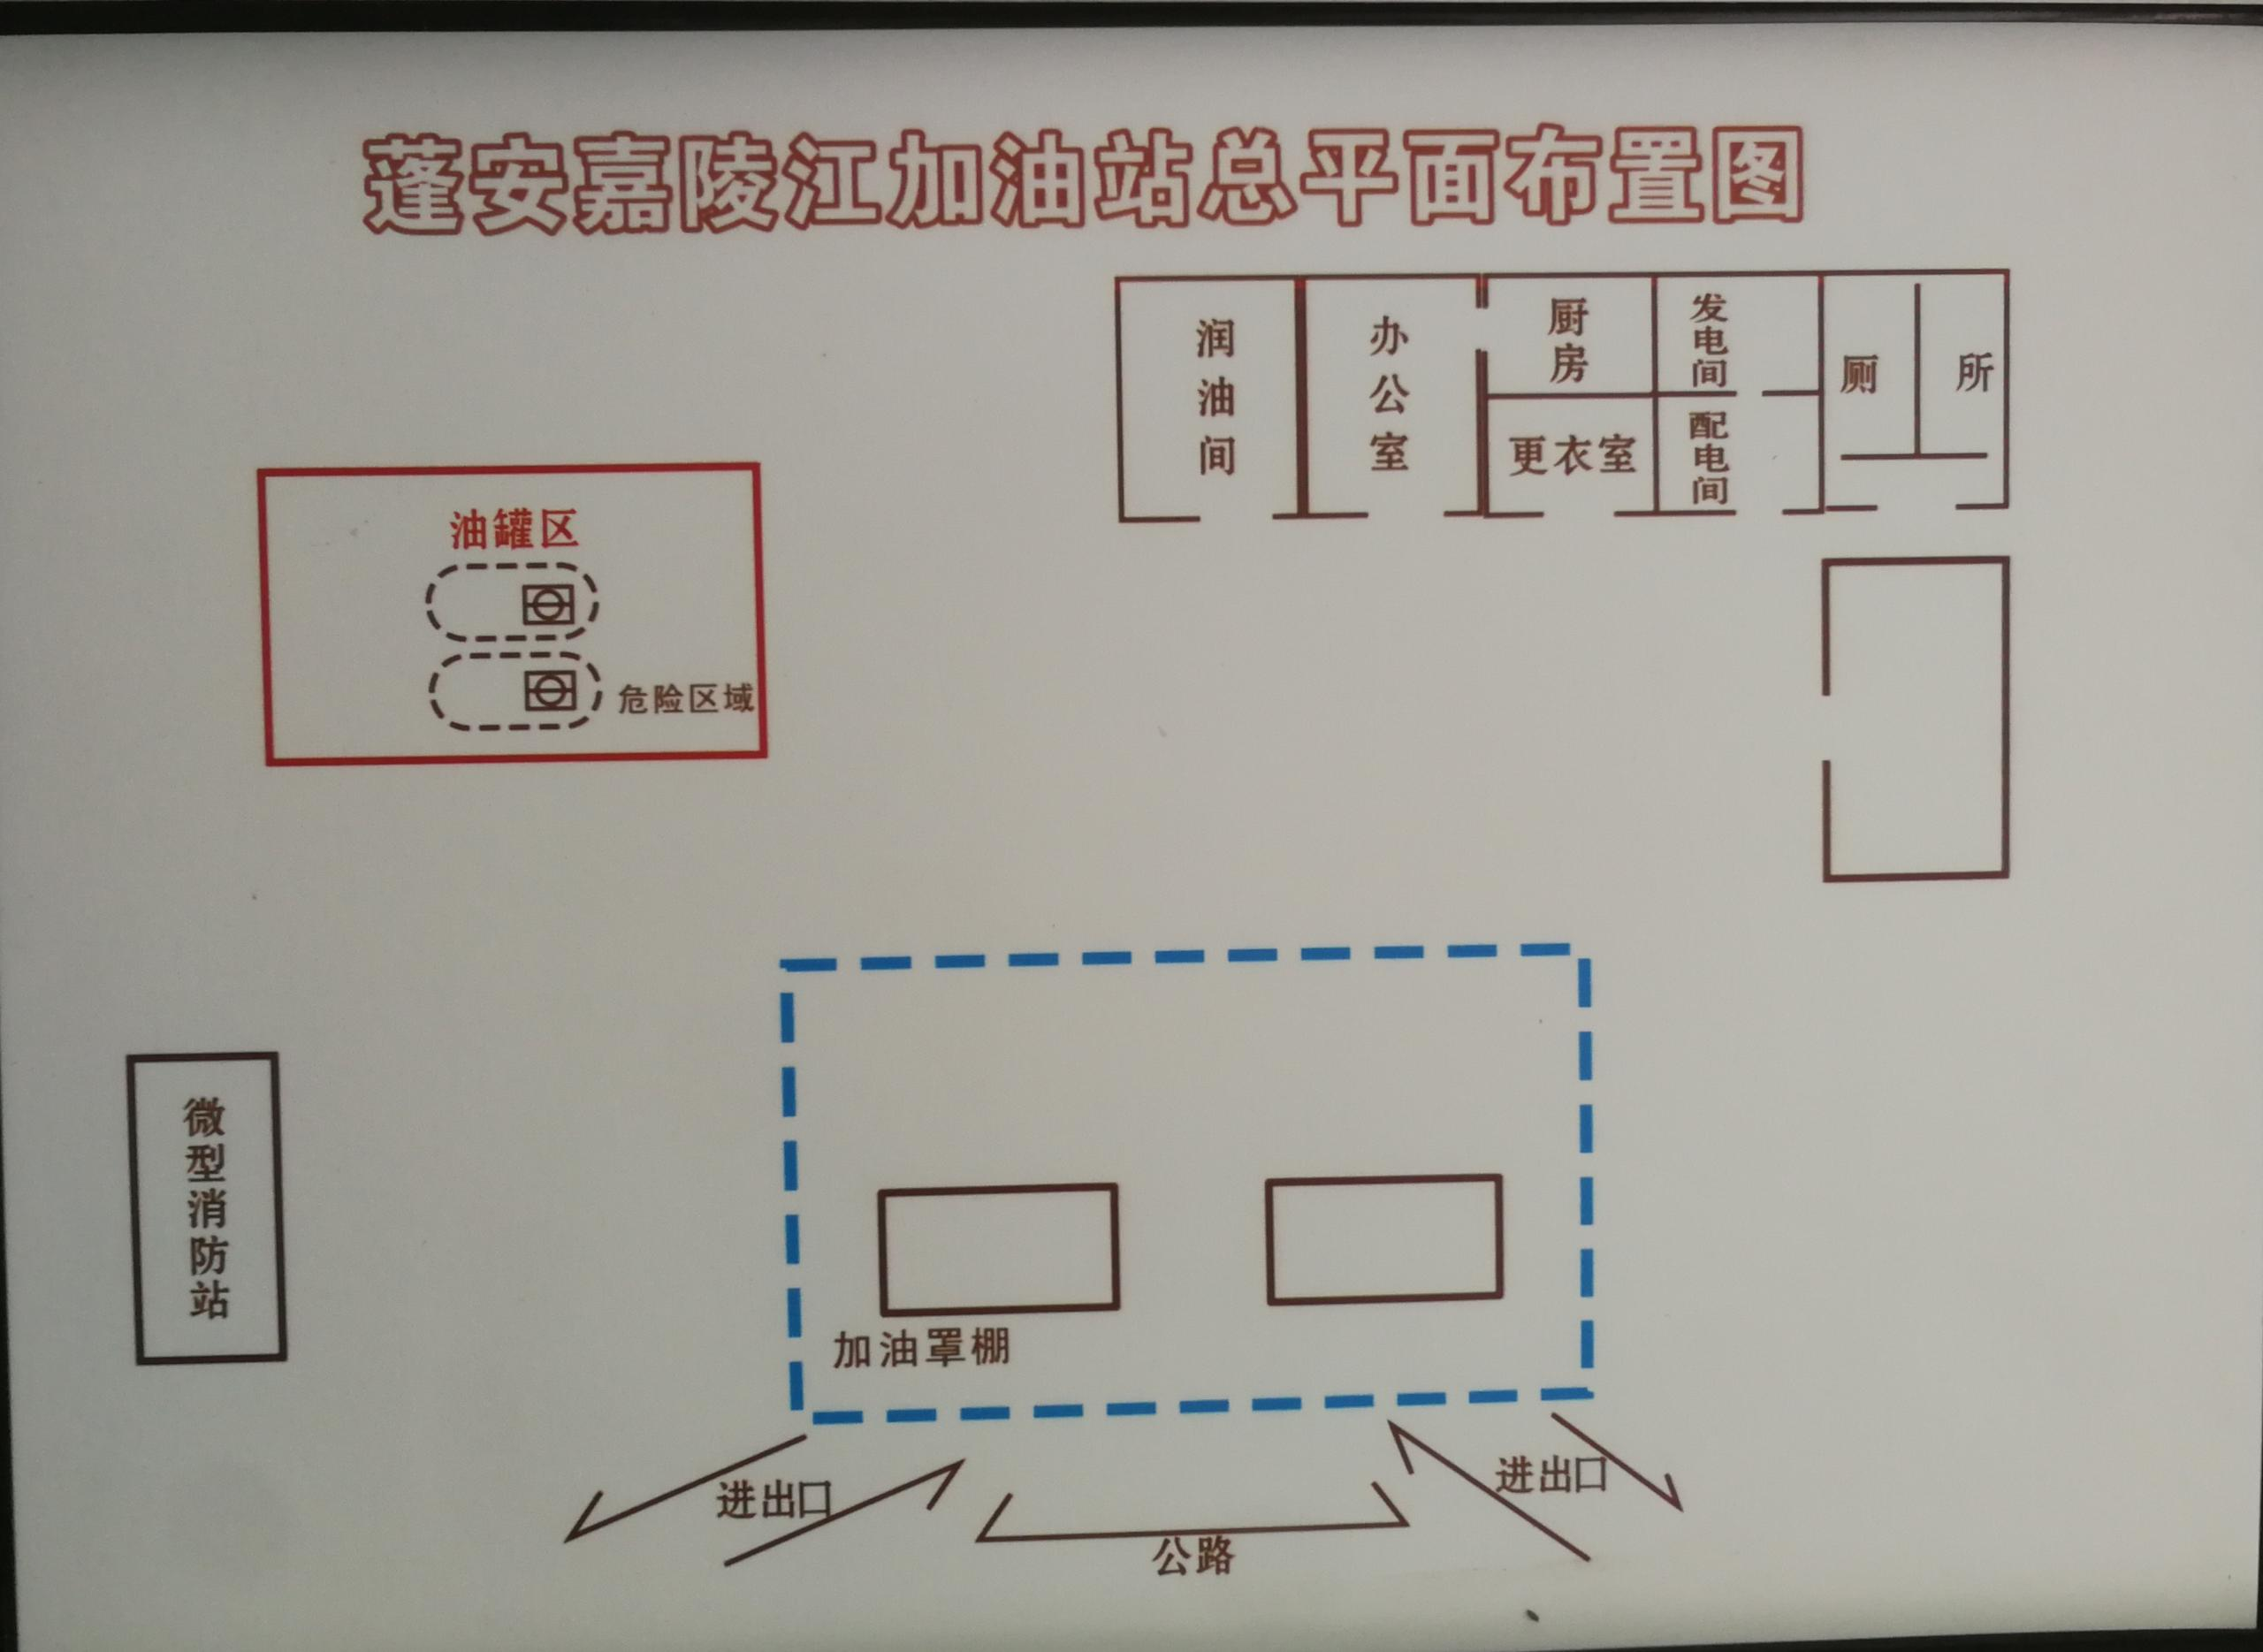 蓬安嘉陵江加油站总平面布置图
润油间
办公室
厨房
发电间
厕所
更衣室
配电间
油罐区
危险区域
微型消防站
加油罩棚
进出口
进出口
公路